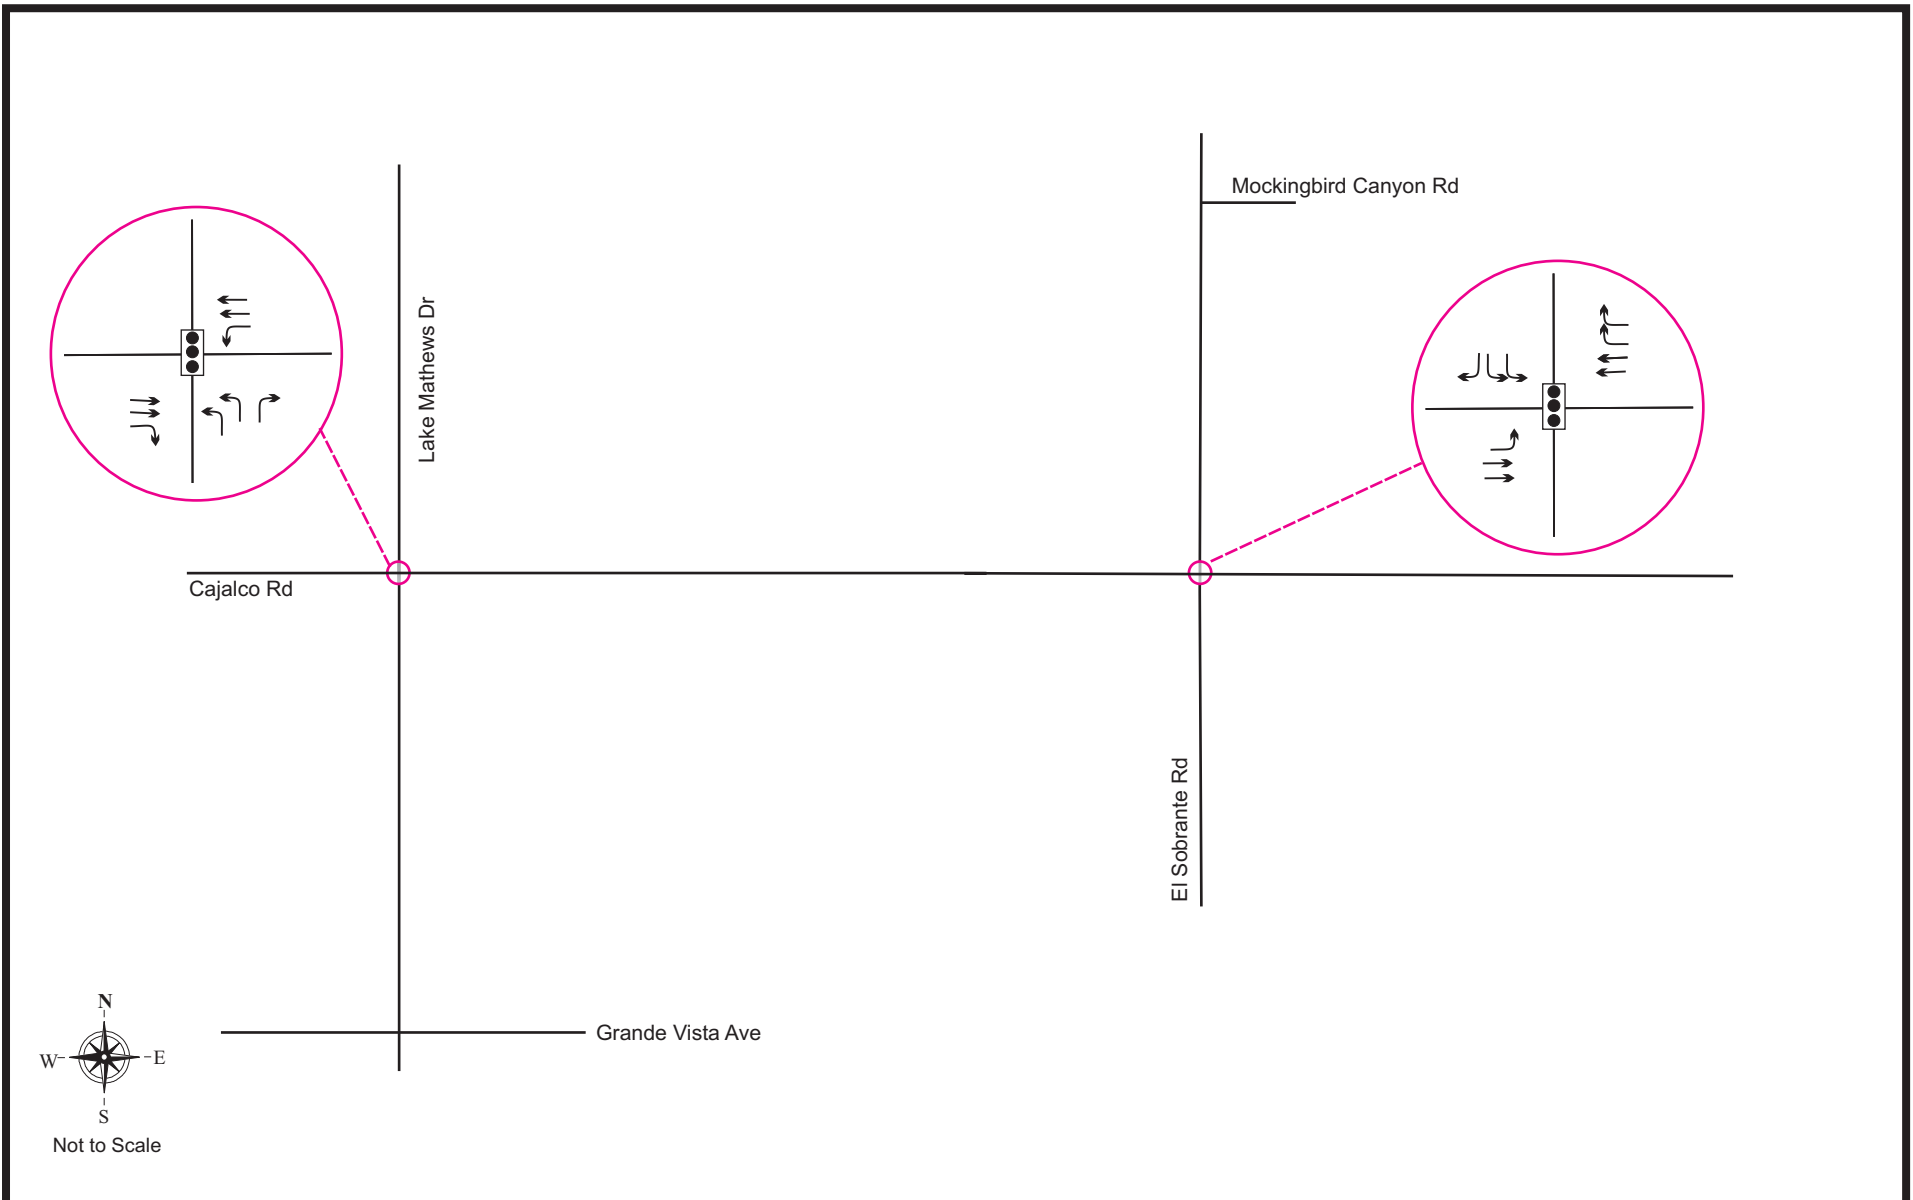 Mockingbird Canyon Rd
Lake Mathews Dr
Cajalco Rd
El Sobrante Rd
Grande Vista Ave
N
W
E
S
Not to Scale